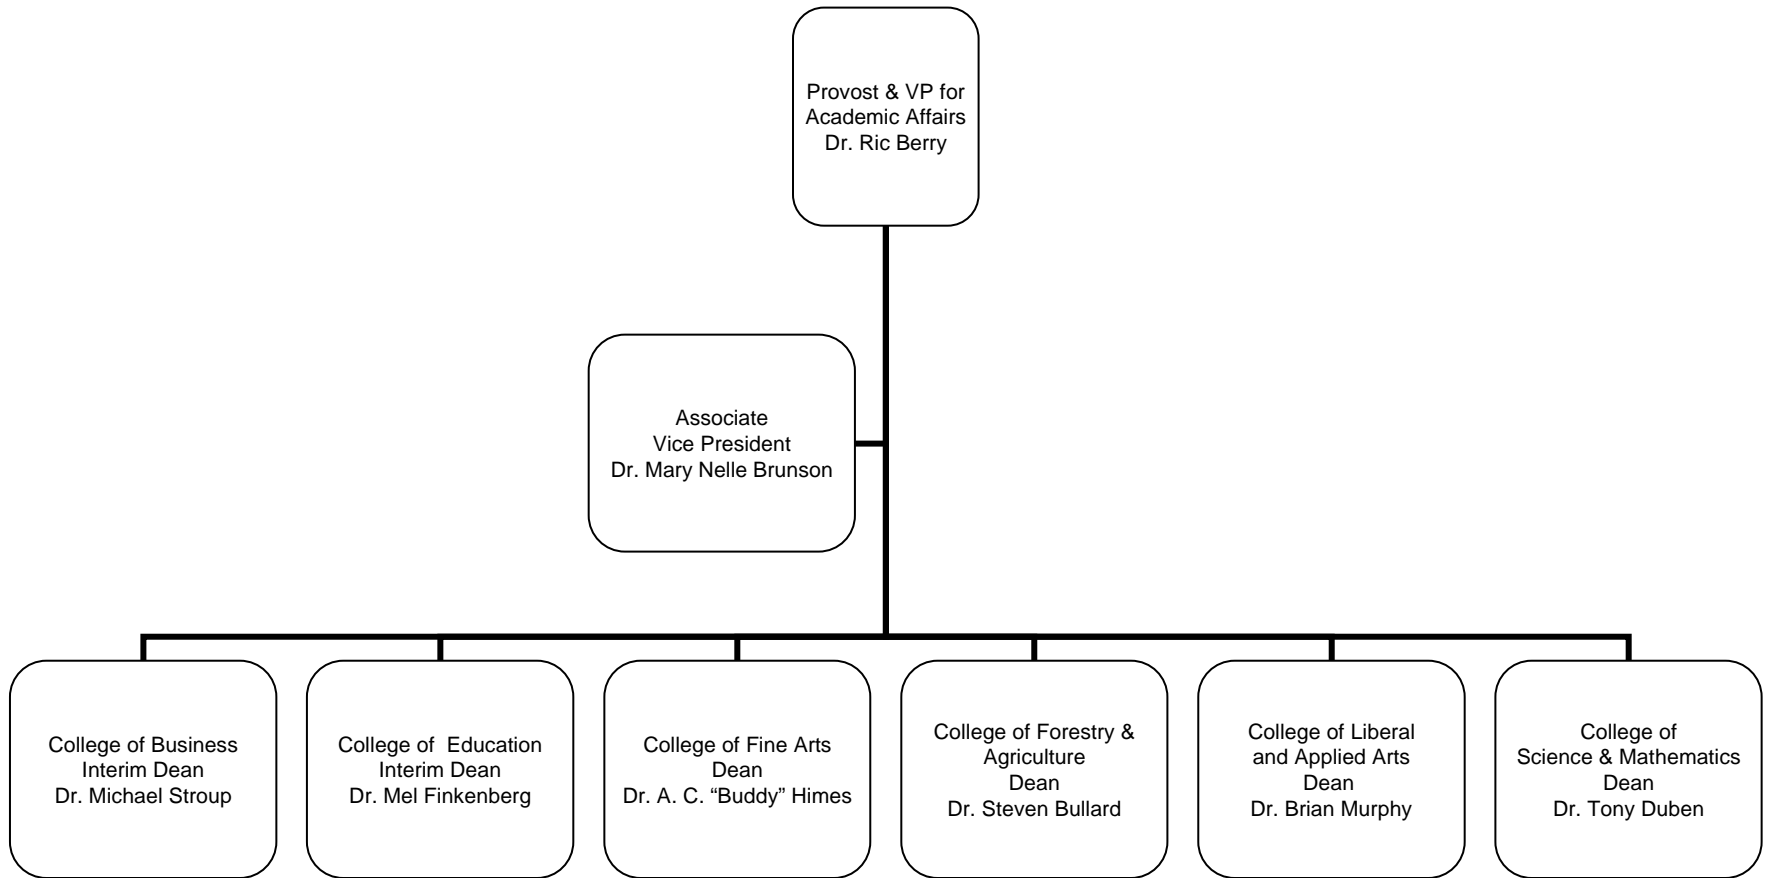 Provost & VP for
Academic Affairs
Dr. Ric Berry
Associate
Vice President
Dr. Mary Nelle Brunson
College of Business
Interim Dean
Dr. Michael Stroup
College of  Education
Interim Dean
Dr. Mel Finkenberg
College of Fine Arts
Dean
Dr. A. C. “Buddy” Himes
College of Forestry &
Agriculture
Dean
Dr. Steven Bullard
College of Liberal
and Applied Arts
Dean
Dr. Brian Murphy
College of
Science & Mathematics
Dean
Dr. Tony Duben